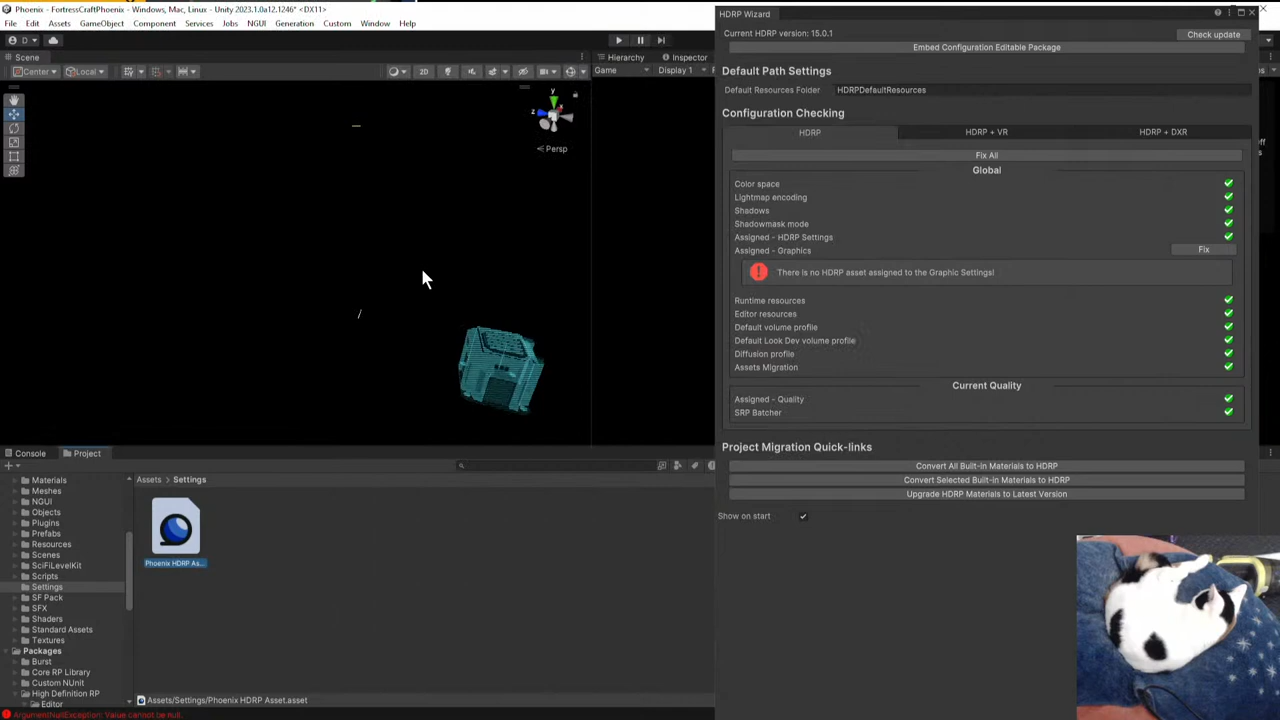 Phoenix - FortressCraftPhoenix - Windows, Mac, Linux - Unity 2023.1.0a12.1246* <DX11>
File Edit Assets GameObject Component Services Jobs NGUI Generation Custom Window Help
D
Scene
Hierarchy Inspector
Center Local
2D
Game Display 1
y
x
z
Persp
HDRP Wizard
Current HDRP version: 15.0.1
Check update
Embed Configuration Editable Package
Default Path Settings
Default Resources Folder HDRPDefaultResources
Configuration Checking
HDRP HDRP + VR HDRP + DXR
Fix All
Global
Color space
Lightmap encoding
Shadows
Shadowmask mode
Assigned - HDRP Settings
Assigned - Graphics Fix
There is no HDRP asset assigned to the Graphic Settings!
Runtime resources
Editor resources
Default volume profile
Default Look Dev volume profile
Diffusion profile
Assets Migration
Current Quality
Assigned - Quality
SRP Batcher
Project Migration Quick-links
Convert All Built-in Materials to HDRP
Convert Selected Built-in Materials to HDRP
Upgrade HDRP Materials to Latest Version
Show on start
Console Project
Assets > Settings
Materials
Meshes
NGUI
Objects
Plugins
Prefabs
Resources
Scenes
SciFiLevelKit
Scripts
Settings
SF Pack
SFX
Shaders
Standard Assets
Textures
Packages
Burst
Core RP Library
Custom NUnit
High Definition RP
Editor
Phoenix HDRP As...
Assets/Settings/Phoenix HDRP Asset.asset
ArgumentNullException: Value cannot be null.